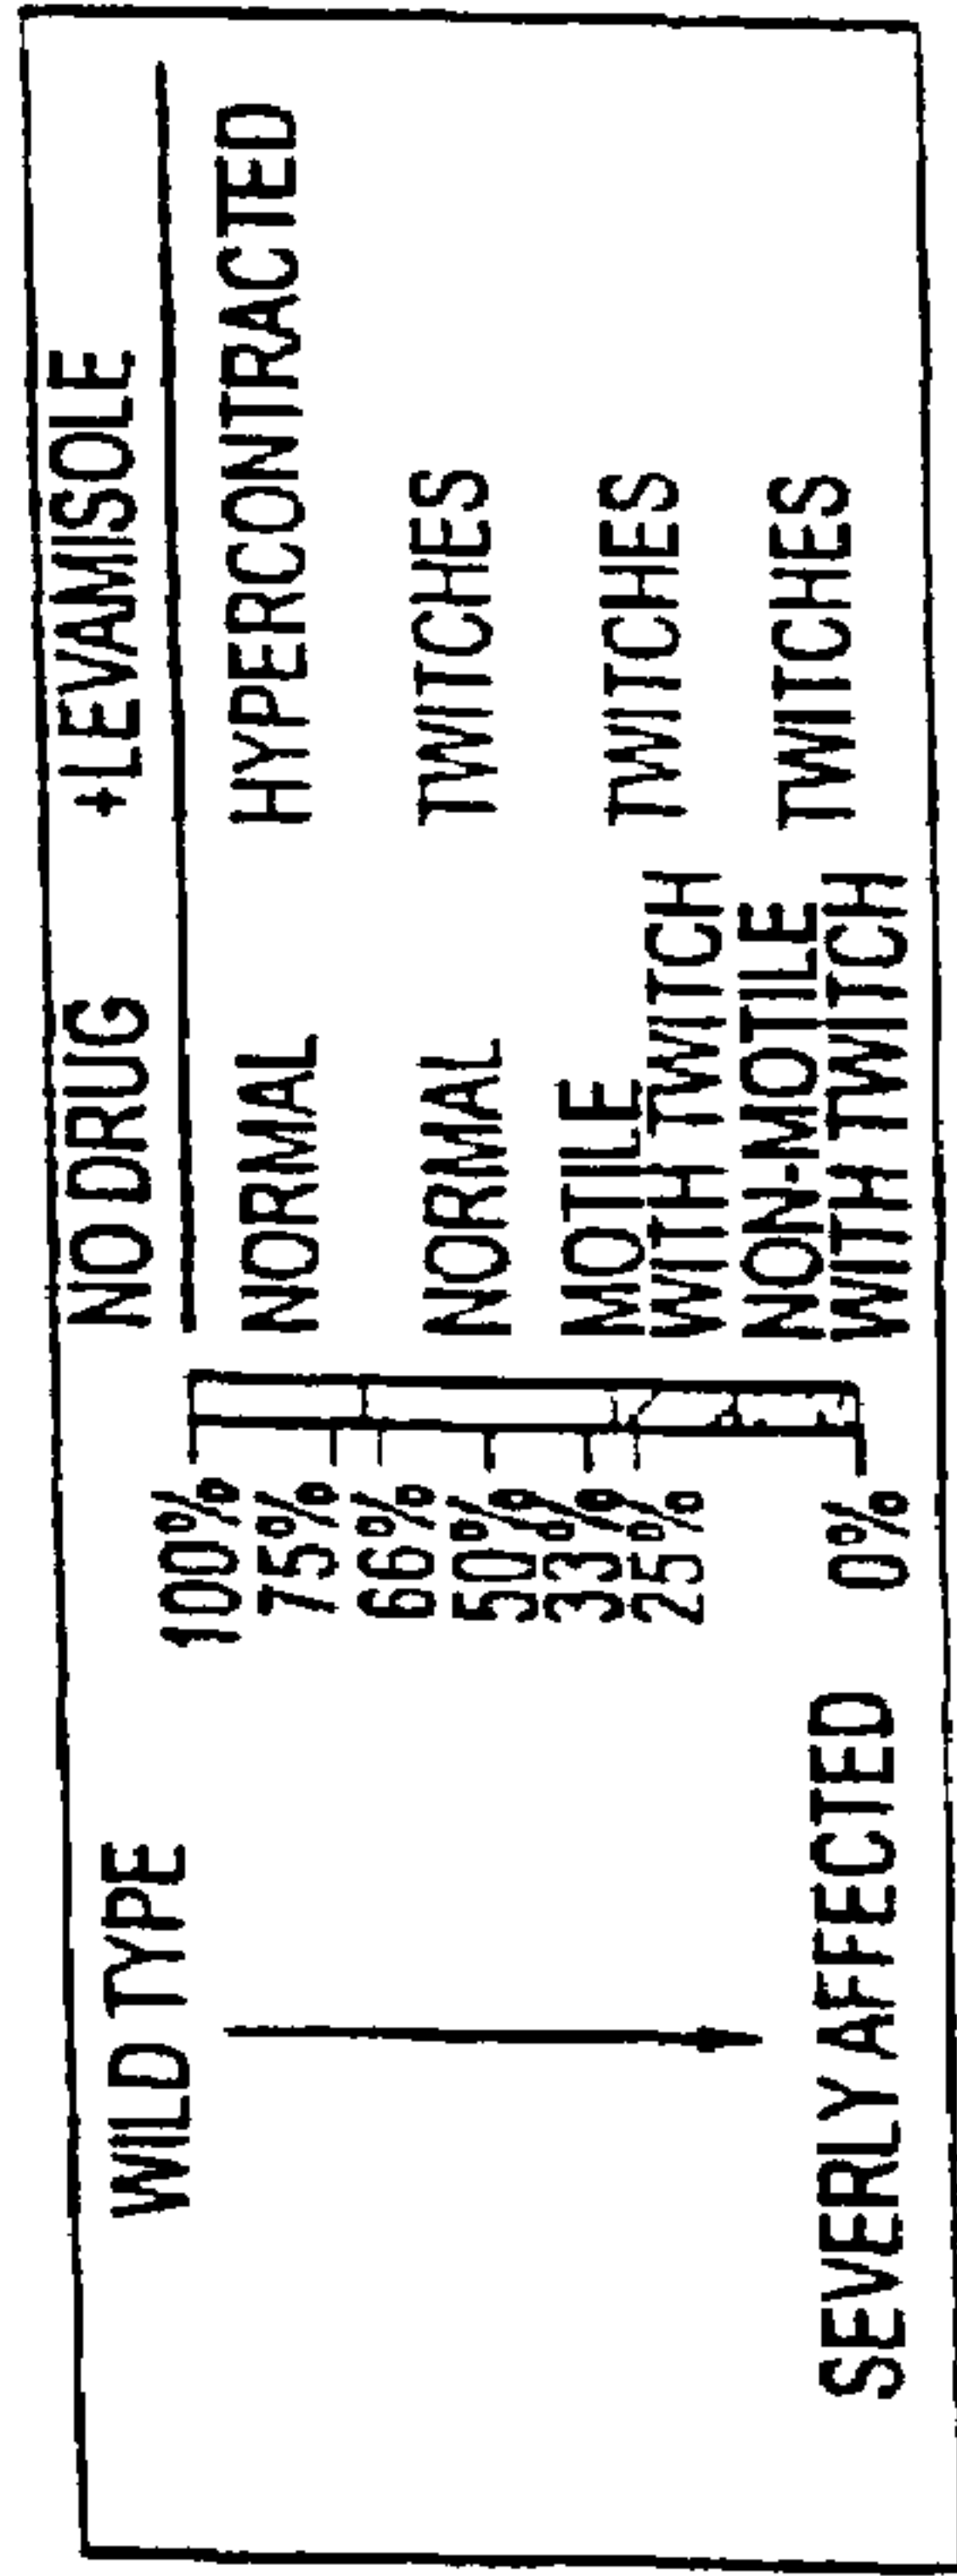 NO DRUG +LEVAMISOLE
WILD TYPE
100%
75%
66%
50%
33%
25%
0%
SEVERLY AFFECTED
NORMAL HYPERCONTRACTED
NORMAL TWITCHES
MOTILE
WITH TWITCH TWITCHES
NON-MOTILE
WITH TWITCH TWITCHES